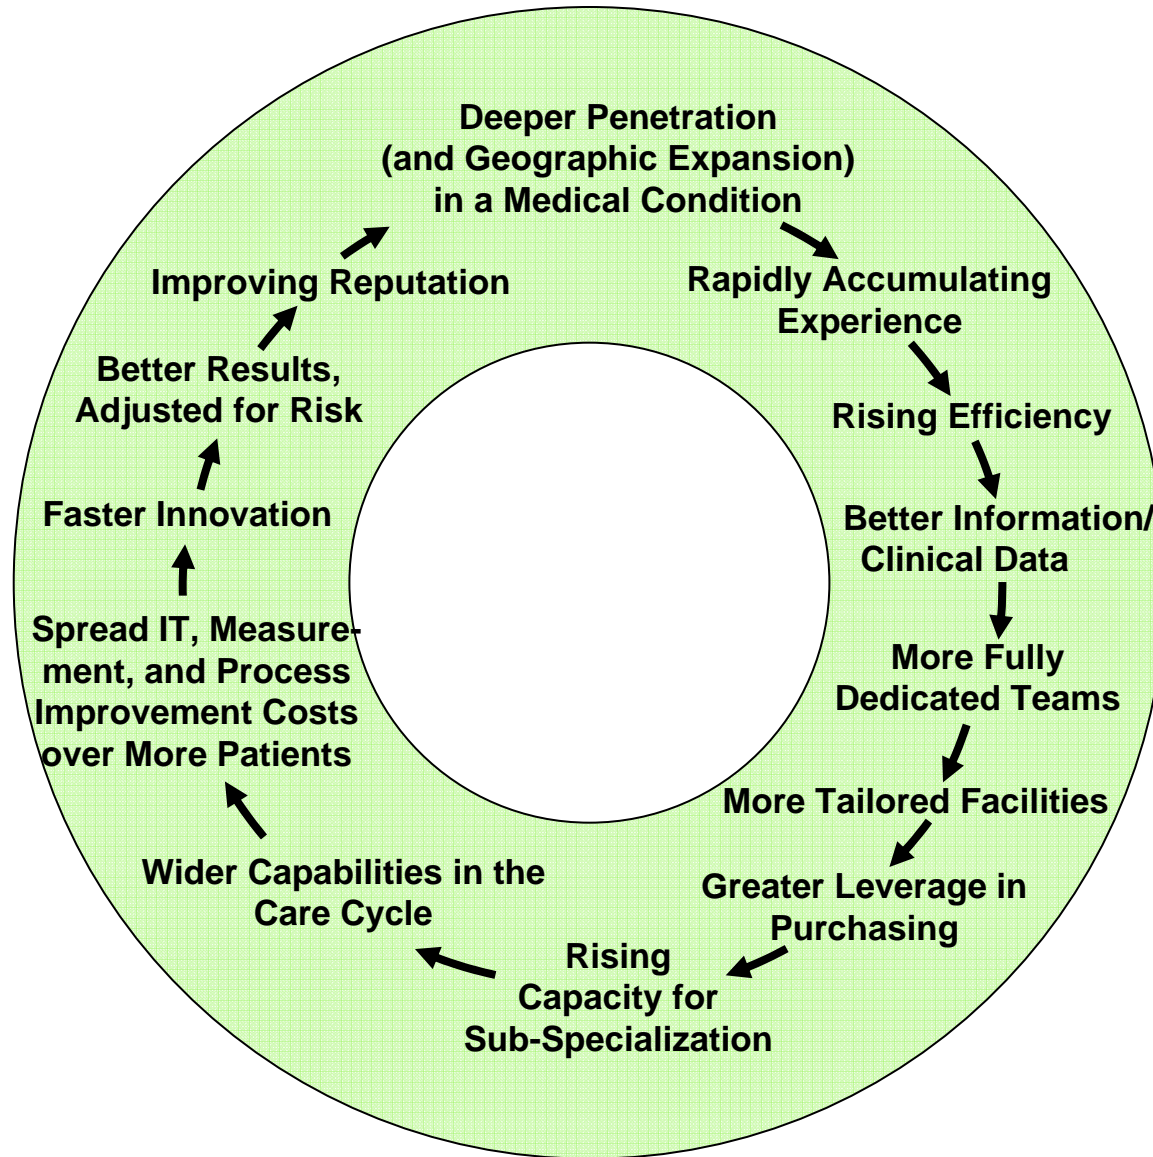 Deeper Penetration
(and Geographic Expansion)
in a Medical Condition
Rapidly Accumulating
Experience
Rising Efficiency
Better Information/
Clinical Data
More Fully
Dedicated Teams
More Tailored Facilities
Greater Leverage in
Purchasing
Rising
Capacity for
Sub-Specialization
Wider Capabilities in the
Care Cycle
Spread IT, Measure-
ment, and Process
Improvement Costs
over More Patients
Faster Innovation
Better Results,
Adjusted for Risk
Improving Reputation